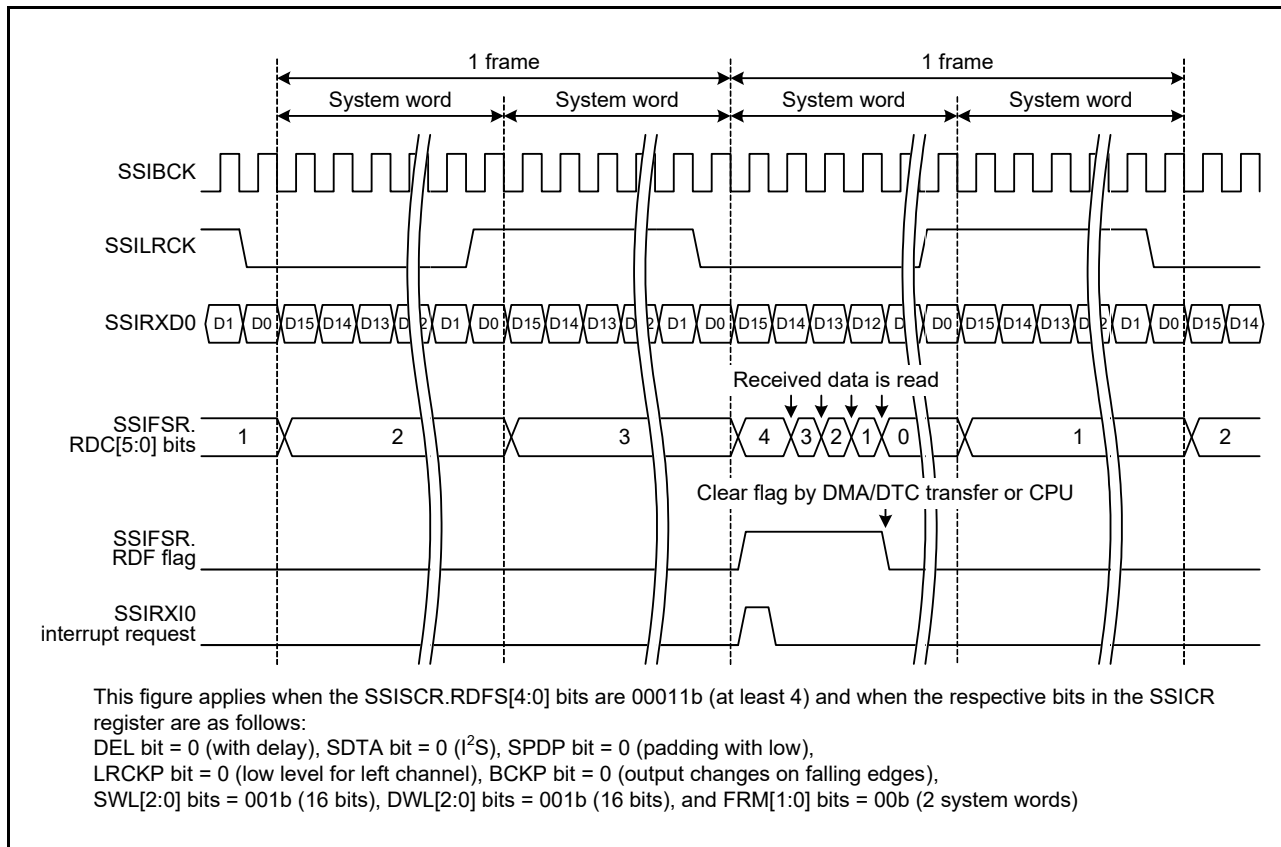 1 frame 1 frame
System word System word System word System word
SSIBCK
SSILRCK
SSIRXD0 D1 D0 D15 D14 D13 D1 D0 D15 D14 D13 D1 D0 D15 D14 D13 D12 D0 D15 D14 D13 D1 D0 D15 D14
Received data is read
SSIFSR.
RDC[5:0] bits 1 2 3 4 3 2 1 0 1 2
Clear flag by DMA/DTC transfer or CPU
SSIFSR.
RDF flag
SSIRXI0
interrupt request
This figure applies when the SSISCR.RDFS[4:0] bits are 00011b (at least 4) and when the respective bits in the SSICR
register are as follows:
DEL bit = 0 (with delay), SDTA bit = 0 (I²S), SPDP bit = 0 (padding with low),
LRCKP bit = 0 (low level for left channel), BCKP bit = 0 (output changes on falling edges),
SWL[2:0] bits = 001b (16 bits), DWL[2:0] bits = 001b (16 bits), and FRM[1:0] bits = 00b (2 system words)